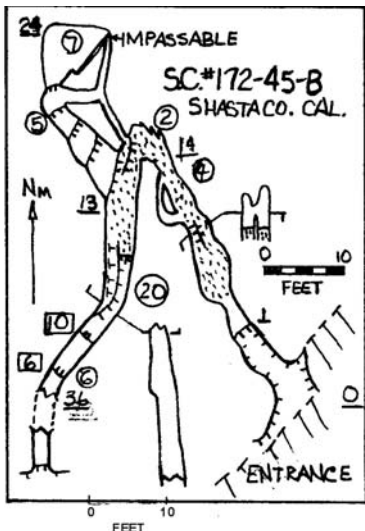 24
7
IMPASSABLE
S.C.#172-45-B
SHASTA CO. CAL.
5
2
14
4
13
Nm
0 10
FEET
20
10
1
6
6
36
0
ENTRANCE
0 10
FEET